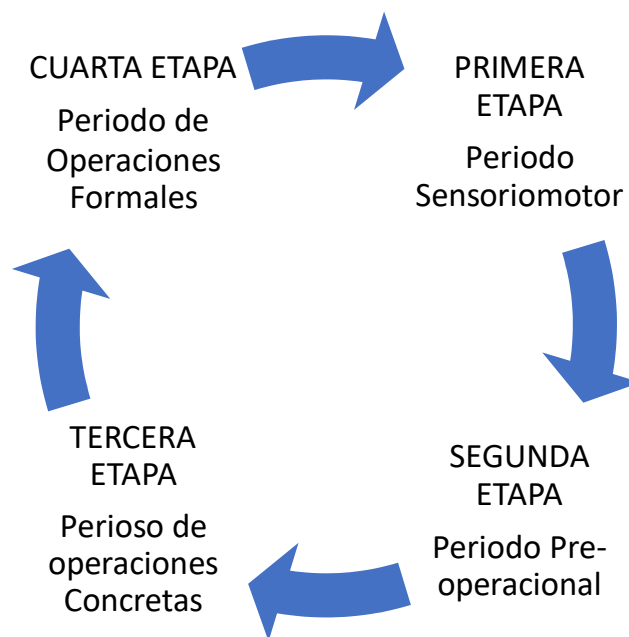 CUARTA ETAPA
Periodo de
Operaciones
Formales
PRIMERA
ETAPA
Periodo
Sensoriomotor
SEGUNDA
ETAPA
Periodo Pre-
operacional
TERCERA
ETAPA
Perioso de
operaciones
Concretas